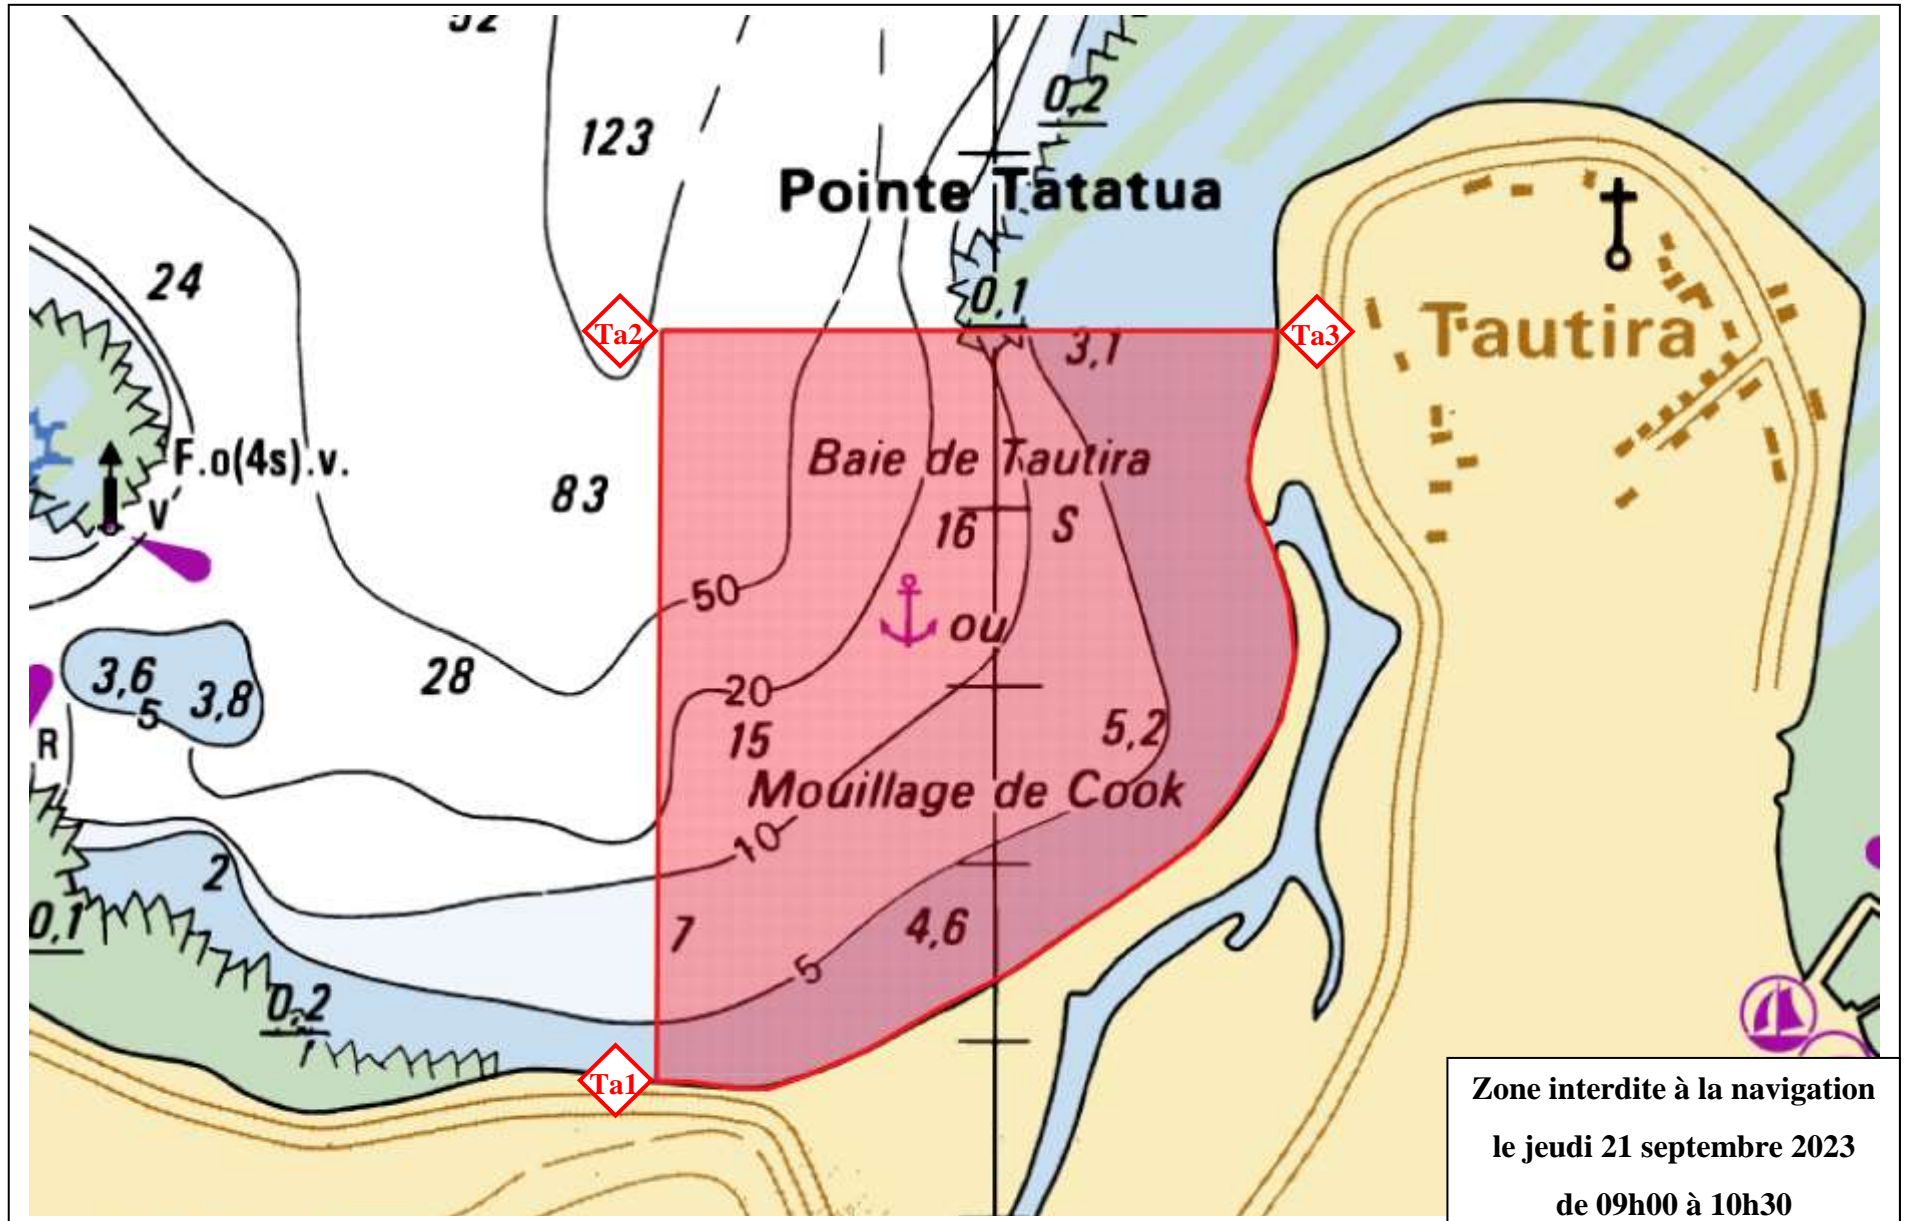 123
0,2
Pointe Tatatua
24
0,1
Ta2
Ta3
3,1
Tautira
F.o(4s).v.
V
83
Baie de Tautira
16
S
50
ou
3,6
3,8
5
28
20
15
5,2
R
Mouillage de Cook
10
2
0,1
7
4,6
5
0,2
Ta1
Zone interdite à la navigation
le jeudi 21 septembre 2023
de 09h00 à 10h30